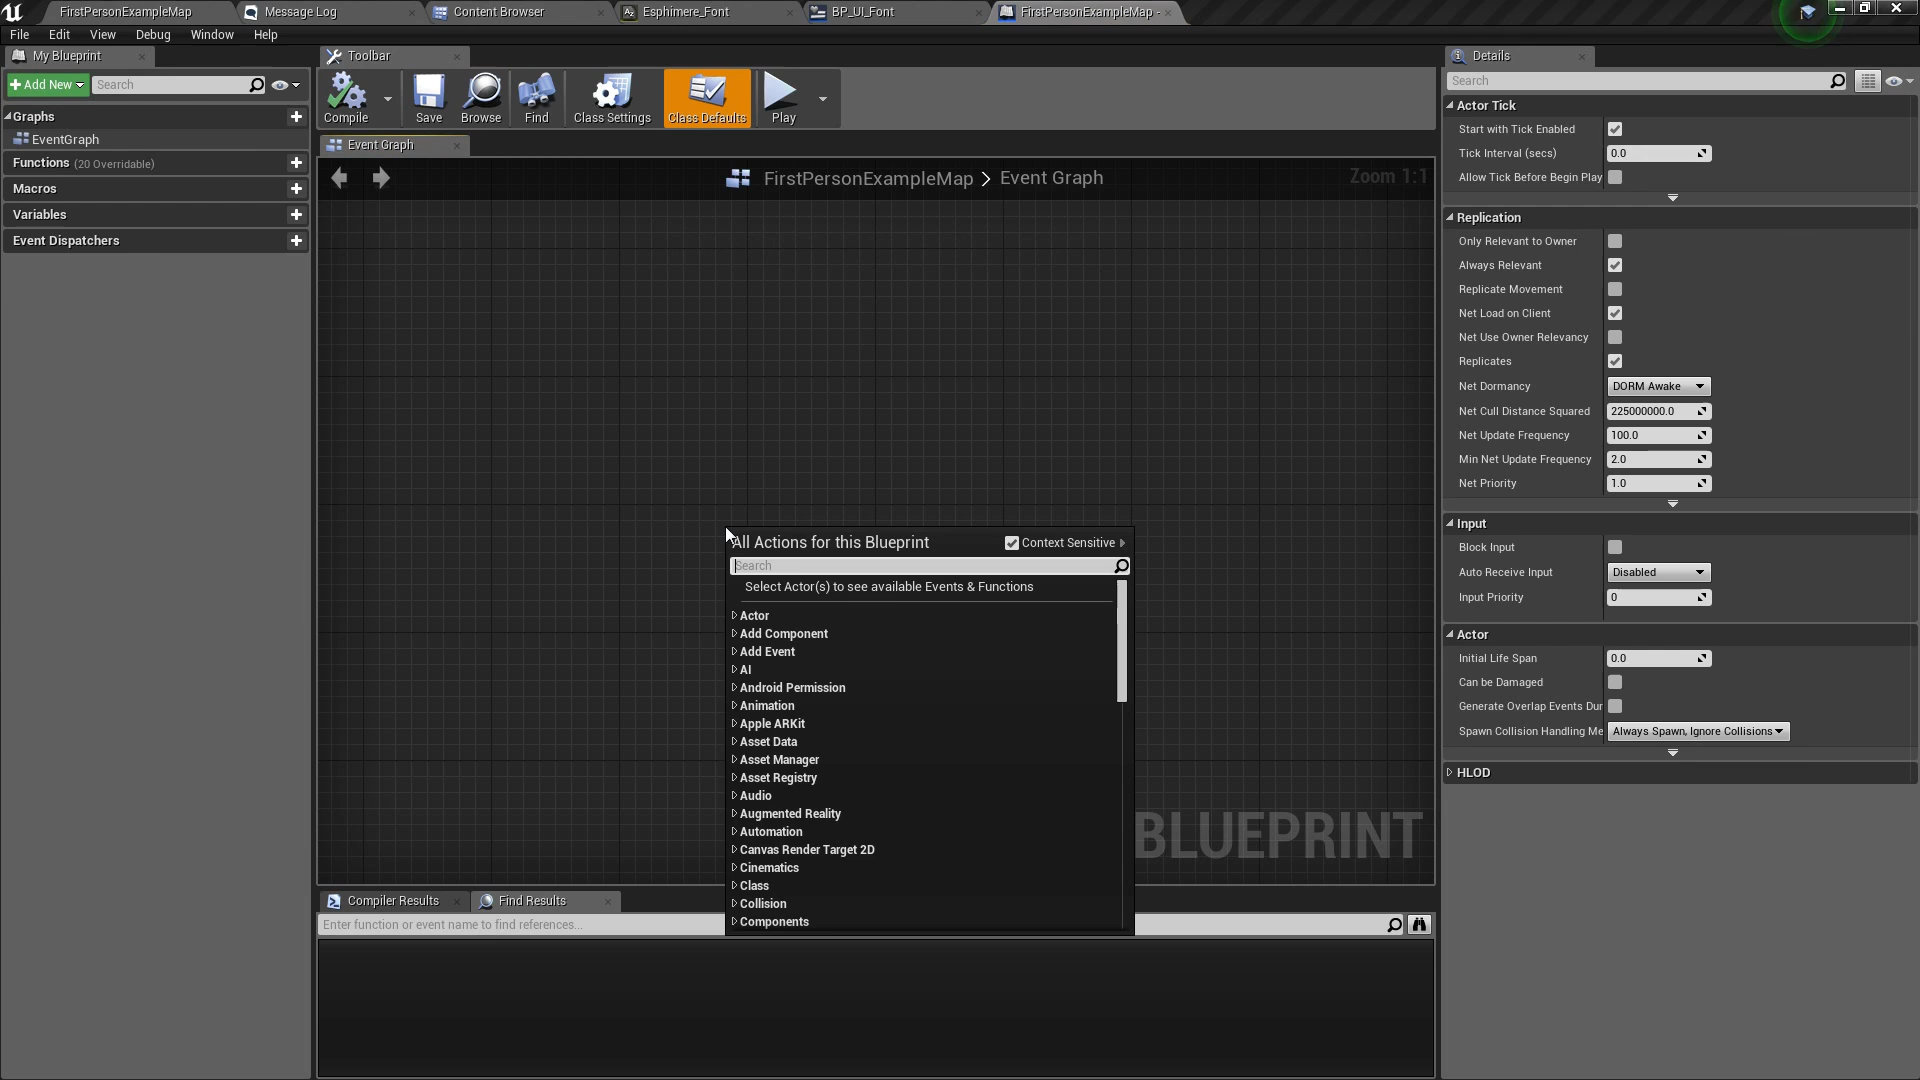 FirstPersonExampleMap
Message Log
Content Browser
Esphimere_Font
BP_UI_Font
FirstPersonExampleMap -
File
Edit
View
Debug
Window
Help
My Blueprint
Toolbar
Details
Add New
Search
Compile
Save
Browse
Find
Class Settings
Class Defaults
Play
Search
Graphs
EventGraph
Functions (20 Overridable)
Macros
Variables
Event Dispatchers
Event Graph
FirstPersonExampleMap > Event Graph
Zoom 1:1
All Actions for this Blueprint
Context Sensitive
Search
Select Actor(s) to see available Events & Functions
Actor
Add Component
Add Event
AI
Android Permission
Animation
Apple ARKit
Asset Data
Asset Manager
Asset Registry
Audio
Augmented Reality
Automation
Canvas Render Target 2D
Cinematics
Class
Collision
Components
BLUEPRINT
Compiler Results
Find Results
Enter function or event name to find references...
Actor Tick
Start with Tick Enabled
Tick Interval (secs) 0.0
Allow Tick Before Begin Play
Replication
Only Relevant to Owner
Always Relevant
Replicate Movement
Net Load on Client
Net Use Owner Relevancy
Replicates
Net Dormancy DORM Awake
Net Cull Distance Squared 225000000.0
Net Update Frequency 100.0
Min Net Update Frequency 2.0
Net Priority 1.0
Input
Block Input
Auto Receive Input Disabled
Input Priority 0
Actor
Initial Life Span 0.0
Can be Damaged
Generate Overlap Events Dur
Spawn Collision Handling Me Always Spawn, Ignore Collisions
HLOD